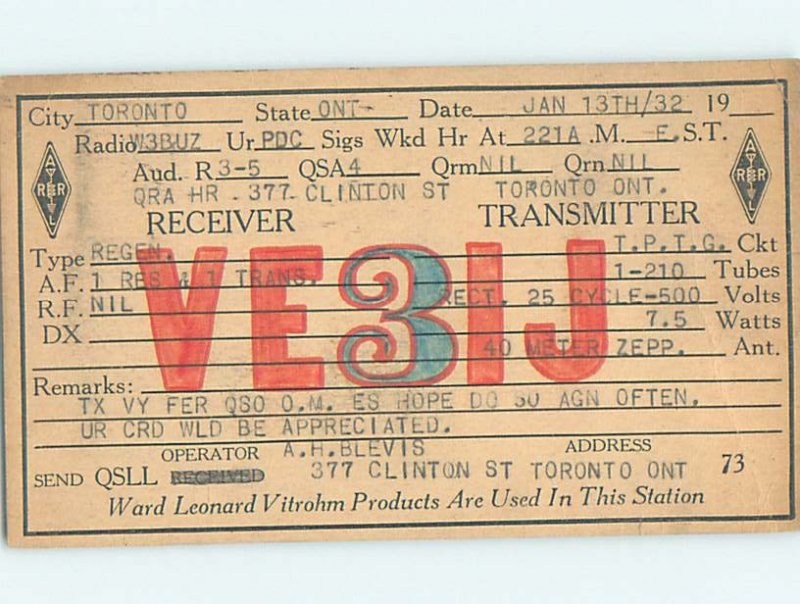 City TORONTO State ONT- Date JAN 13TH/32 19
Radio W3BUZ Ur PDC Sigs Wkd Hr At 221A .M. E.S.T.
Aud. R 3-5 QSA 4 Qrm NIL Qrn NIL
QRA HR - 377 CLINTON ST TORONTO ONT.
RECEIVER TRANSMITTER
Type REGEN. T.P.T.G. Ckt
A.F. 1 RES & 1 TRANS. 1-210 Tubes
R.F. NIL RECT. 25 CYCLE-500 Volts
DX 7.5 Watts
40 METER ZEPP. Ant.
VE3IJ
Remarks:
TX VY FER QSO O.M. ES HOPE DO SO AGN OFTEN.
UR CRD WLD BE APPRECIATED.
OPERATOR A.H.BLEVIS ADDRESS
SEND QSLL RECEIVED 377 CLINTON ST TORONTO ONT 73
Ward Leonard Vitrohm Products Are Used In This Station
A R R L
A R R L